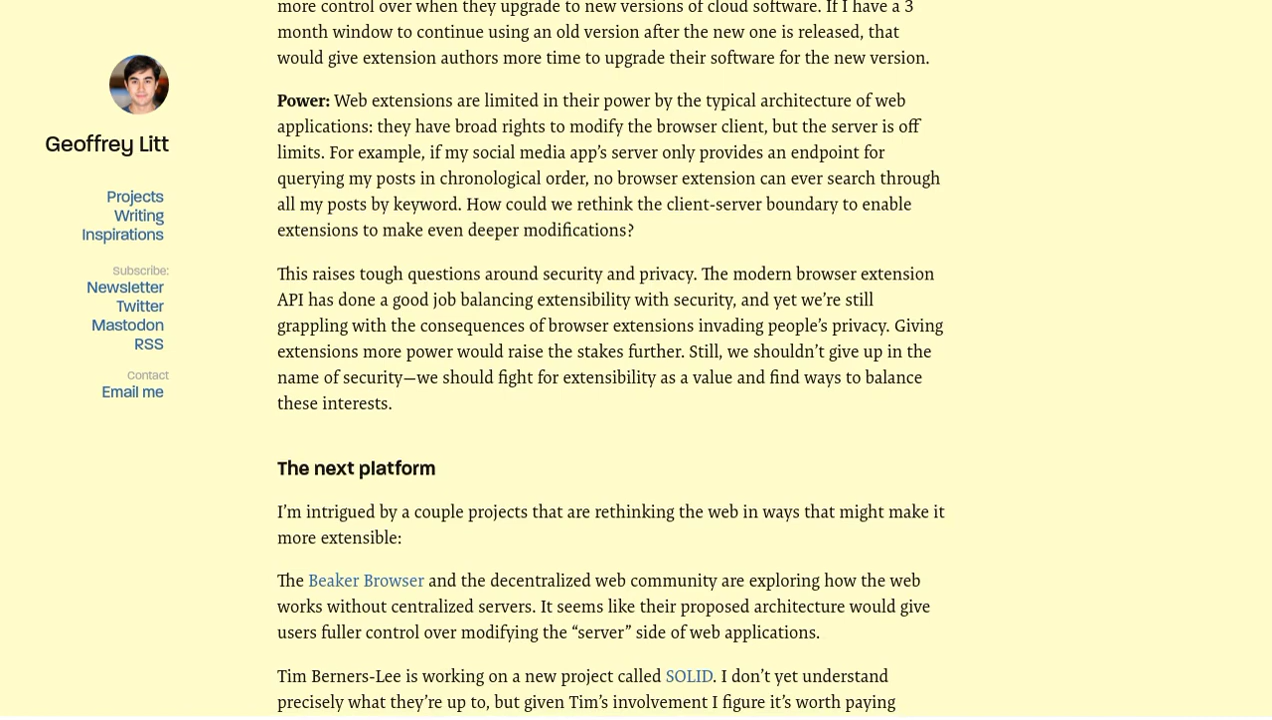 Geoffrey Litt
Projects
Writing
Inspirations
Subscribe:
Newsletter
Twitter
Mastodon
RSS
Contact
Email me
more control over when they upgrade to new versions of cloud software. If I have a 3
month window to continue using an old version after the new one is released, that
would give extension authors more time to upgrade their software for the new version.
Power: Web extensions are limited in their power by the typical architecture of web
applications: they have broad rights to modify the browser client, but the server is off
limits. For example, if my social media app’s server only provides an endpoint for
querying my posts in chronological order, no browser extension can ever search through
all my posts by keyword. How could we rethink the client-server boundary to enable
extensions to make even deeper modifications?
This raises tough questions around security and privacy. The modern browser extension
API has done a good job balancing extensibility with security, and yet we’re still
grappling with the consequences of browser extensions invading people’s privacy. Giving
extensions more power would raise the stakes further. Still, we shouldn’t give up in the
name of security—we should fight for extensibility as a value and find ways to balance
these interests.
The next platform
I’m intrigued by a couple projects that are rethinking the web in ways that might make it
more extensible:
The Beaker Browser and the decentralized web community are exploring how the web
works without centralized servers. It seems like their proposed architecture would give
users fuller control over modifying the “server” side of web applications.
Tim Berners-Lee is working on a new project called SOLID. I don’t yet understand
precisely what they’re up to, but given Tim’s involvement I figure it’s worth paying